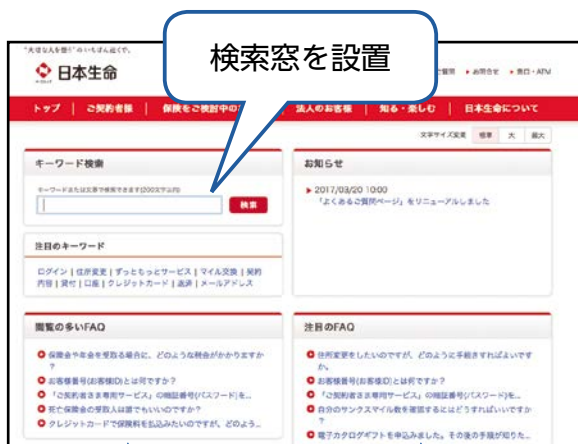 検索窓を設置
"大切な人を想う"のいちばん近くで。
日本生命
ご質問 お問合せ 窓口・ATM
トップ ご契約者様 保険をご検討中の 法人のお客様 知る・楽しむ 日本生命について
文字サイズ変更 標準 大 最大
キーワード検索
キーワードまたは文章で検索できます(200文字以内)
検索
注目のキーワード
ログイン | 住所変更 | ずっともっとサービス | マイル交換 | 契約
内容 | 貸付 | 口座 | クレジットカード | 返済 | メールアドレス
お知らせ
2017/03/20 10:00
「よくあるご質問ページ」をリニューアルしました
閲覧の多いFAQ
保険金や年金を受取る場合に、どのような税金がかかりますか
?
お客様番号(お客様ID)とは何ですか?
「ご契約者さま専用サービス」の暗証番号(パスワード)を...
死亡保険金の受取人は誰でもいいのですか?
クレジットカードで保険料を払込みたいのですが、どのよう...
注目のFAQ
住所変更をしたいのですが、どのように手続きすればよいです
か。
お客様番号(お客様ID)とは何ですか?
「ご契約者さま専用サービス」の暗証番号(パスワード)を...
自分のサンクスマイル数を確認するにはどうすればいいですか
?
電子カタログギフトを申込みました。その後の手順が知りた...